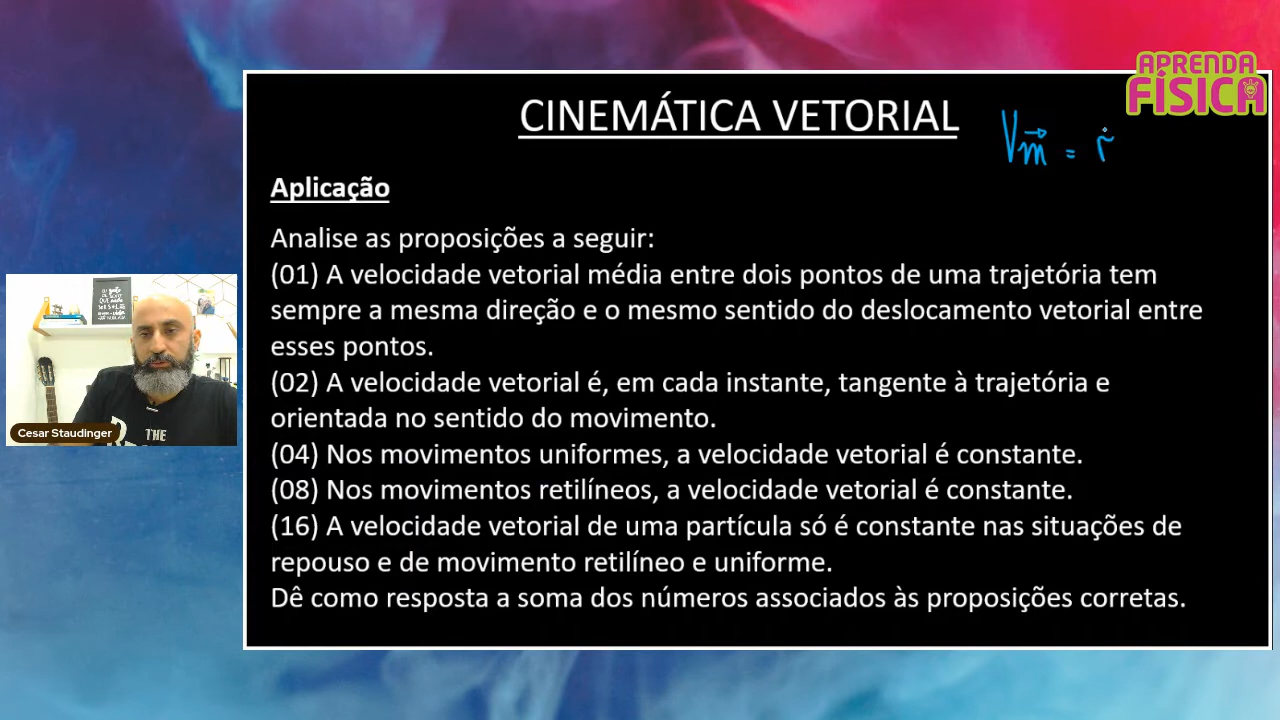 APRENDA
FÍSICA
CINEMÁTICA VETORIAL
Vm =
Aplicação
Analise as proposições a seguir:
(01) A velocidade vetorial média entre dois pontos de uma trajetória tem
sempre a mesma direção e o mesmo sentido do deslocamento vetorial entre
esses pontos.
(02) A velocidade vetorial é, em cada instante, tangente à trajetória e
orientada no sentido do movimento.
(04) Nos movimentos uniformes, a velocidade vetorial é constante.
(08) Nos movimentos retilíneos, a velocidade vetorial é constante.
(16) A velocidade vetorial de uma partícula só é constante nas situações de
repouso e de movimento retilíneo e uniforme.
Dê como resposta a soma dos números associados às proposições corretas.
Cesar Staudinger
THE